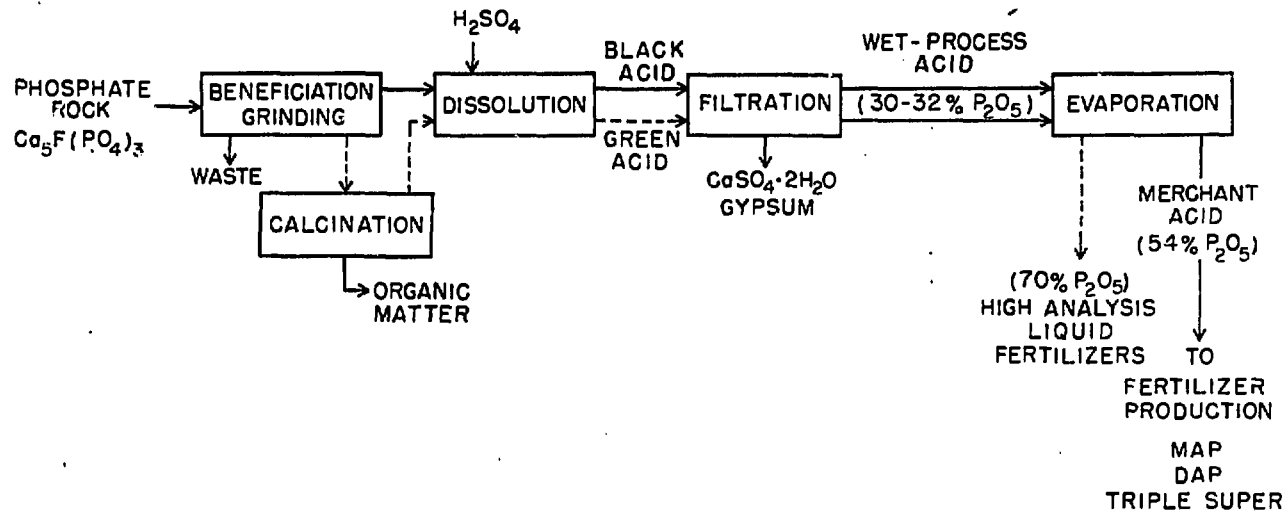 H₂SO₄
PHOSPHATE
ROCK
Ca₅F(PO₄)₃
BENEFICIATION
GRINDING
WASTE
CALCINATION
ORGANIC
MATTER
DISSOLUTION
BLACK
ACID
GREEN
ACID
FILTRATION
CaSO₄·2H₂O
GYPSUM
WET-PROCESS
ACID
(30-32% P₂O₅)
EVAPORATION
(70% P₂O₅)
HIGH ANALYSIS
LIQUID
FERTILIZERS
MERCHANT
ACID
(54% P₂O₅)
TO
FERTILIZER
PRODUCTION
MAP
DAP
TRIPLE SUPER